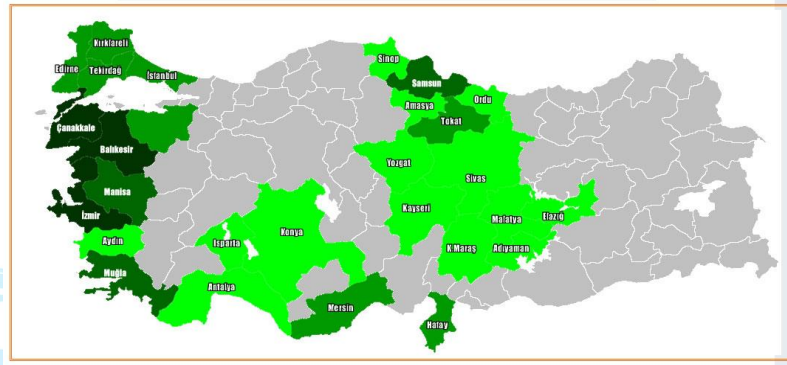 Kırklareli
Edirne
Tekirdağ
İstanbul
Sinop
Samsun
Ordu
Amasya
Tokat
Çanakkale
Balıkesir
Yozgat
Sivas
Manisa
Kayseri
Malatya
Elazığ
İzmir
Aydın
Isparta
Konya
K.Maraş
Adıyaman
Muğla
Antalya
Mersin
Hatay